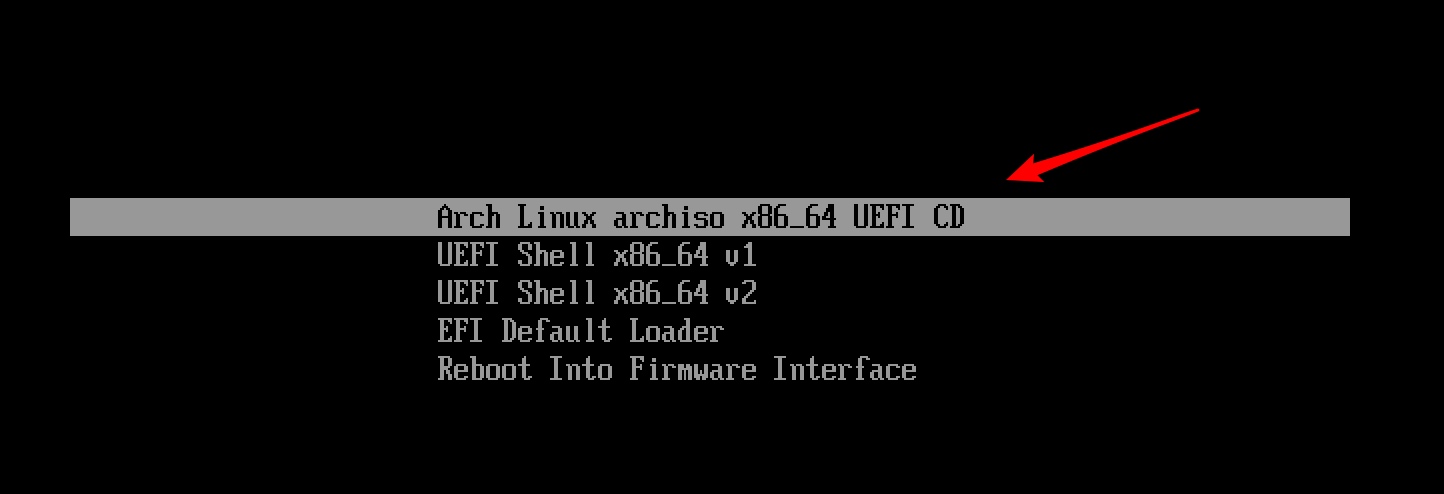 Arch Linux archiso x86_64 UEFI CD
UEFI Shell x86_64 v1
UEFI Shell x86_64 v2
EFI Default Loader
Reboot Into Firmware Interface